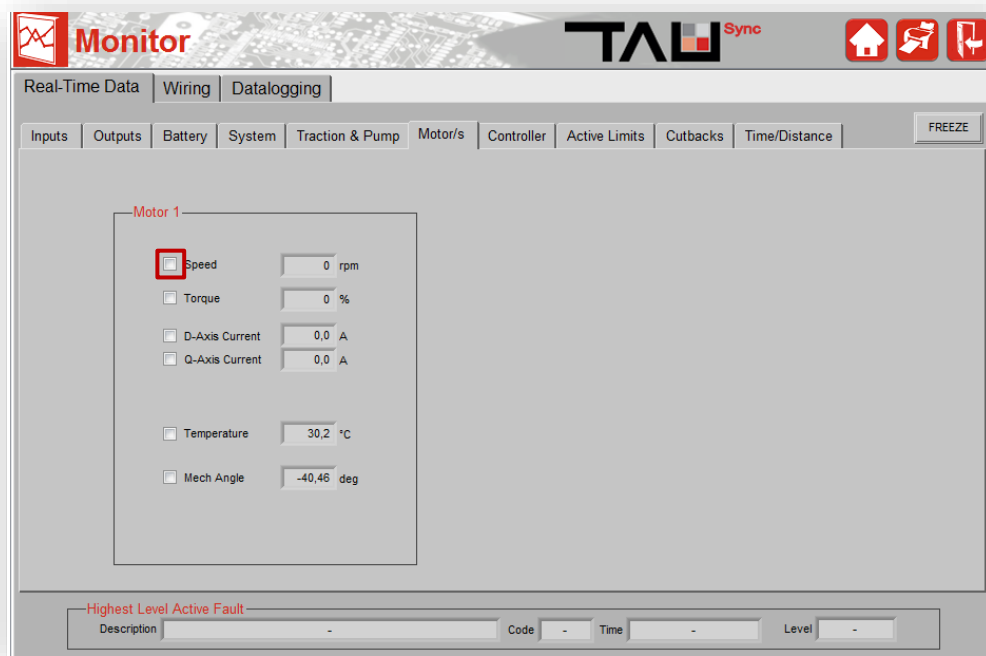 Monitor
TAU Sync
Real-Time Data Wiring Datalogging
Inputs Outputs Battery System Traction & Pump Motor/s Controller Active Limits Cutbacks Time/Distance FREEZE
Motor 1
Speed 0 rpm
Torque 0 %
D-Axis Current 0,0 A
Q-Axis Current 0,0 A
Temperature 30,2 °C
Mech Angle -40,46 deg
Highest Level Active Fault
Description - Code - Time - Level -